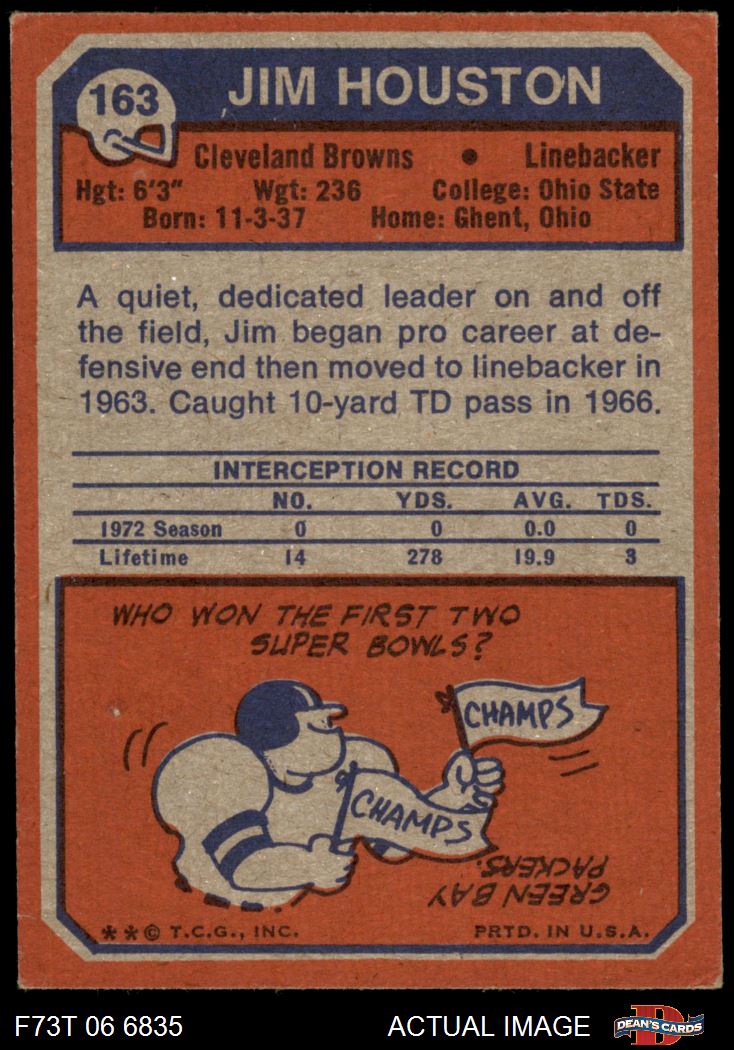 163
JIM HOUSTON
Cleveland Browns • Linebacker
Hgt: 6'3" Wgt: 236 College: Ohio State
Born: 11-3-37 Home: Ghent, Ohio
A quiet, dedicated leader on and off
the field, Jim began pro career at de-
fensive end then moved to linebacker in
1963. Caught 10-yard TD pass in 1966.
INTERCEPTION RECORD
NO. YDS. AVG. TDS.
1972 Season 0 0 0.0 0
Lifetime 14 278 19.9 3
WHO WON THE FIRST TWO
SUPER BOWLS?
CHAMPS
CHAMPS
GREEN BAY
PACKERS.
** © T.C.G., INC. PRTD. IN U.S.A.
F73T 06 6835 ACTUAL IMAGE
D
DEAN'S CARDS